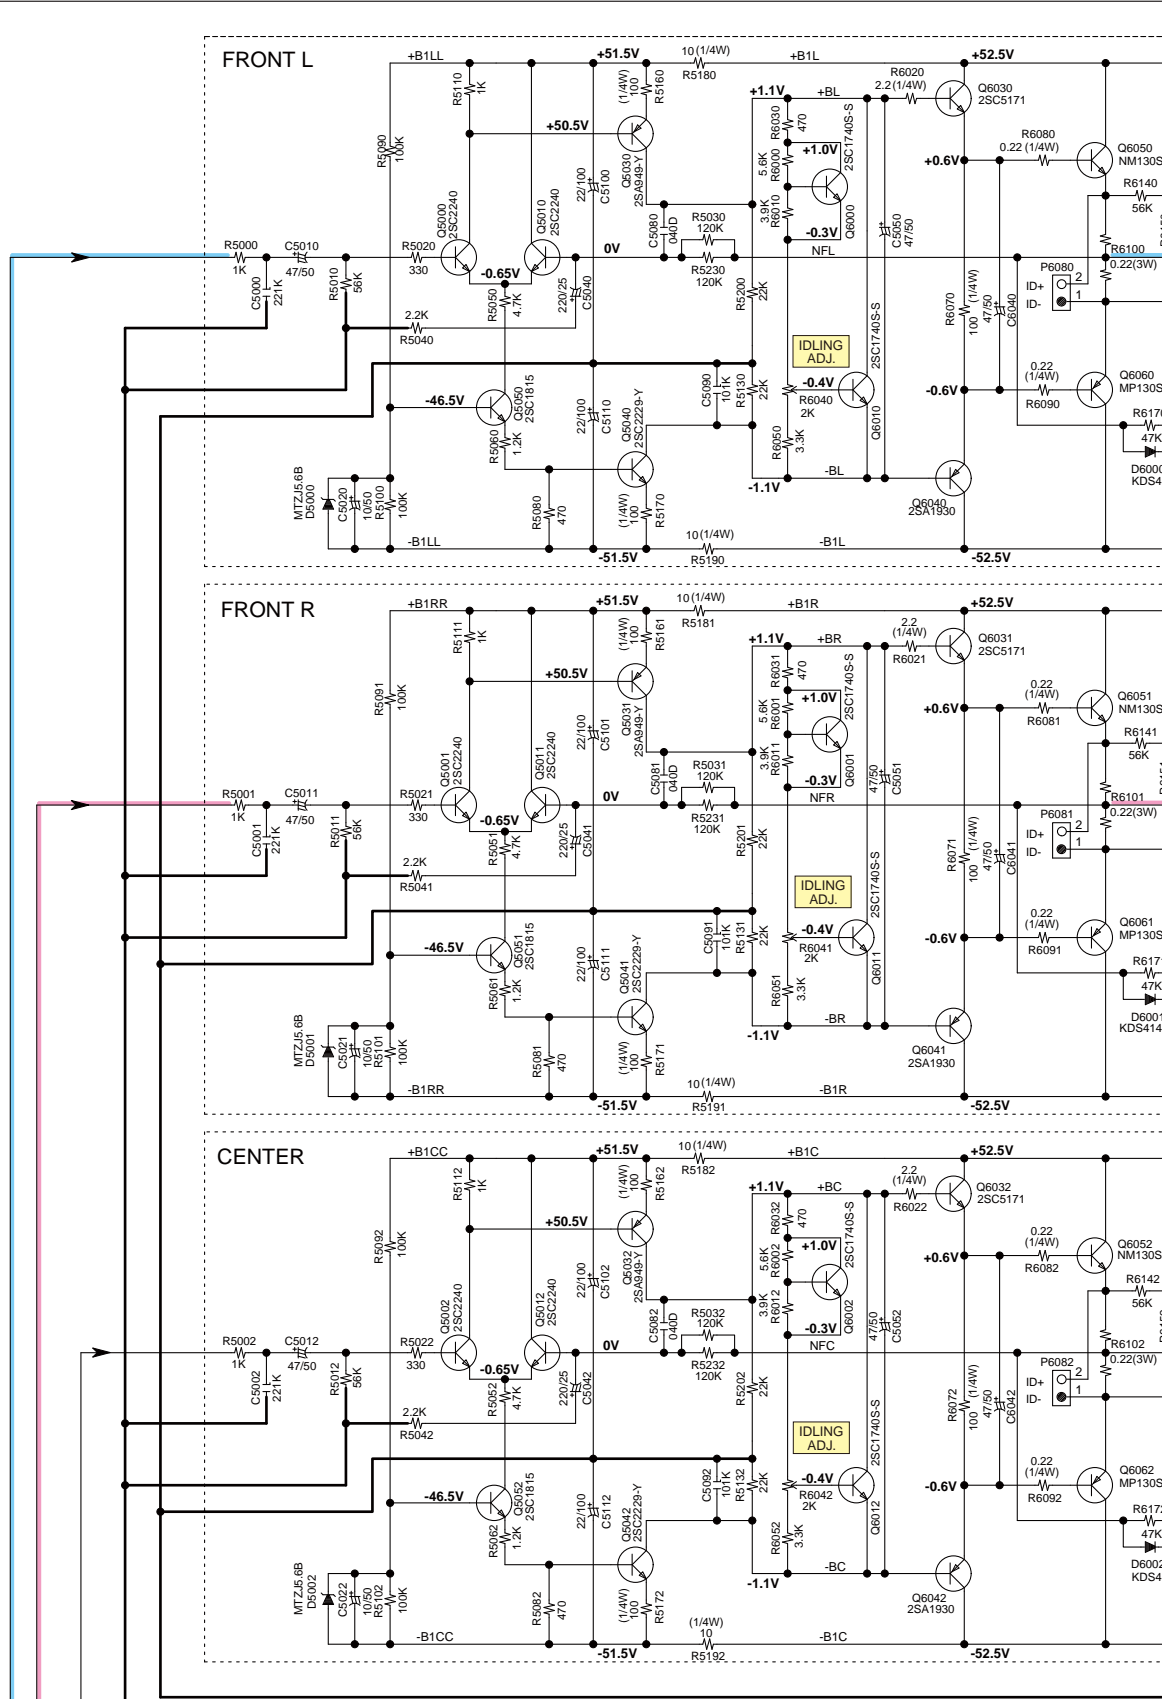 FRONT L
+B1LL
+51.5V
10 (1/4W)
R5180
+B1L
+52.5V
R5110
1K
(1/4W)
100
R5160
+1.1V
+BL
R6020
2.2 (1/4W)
Q6030
2SC5171
R5090
100K
+50.5V
Q5030
2SA949-Y
R6030
470
+1.0V
2SC1740S-S
5.6K
R6000
R6080
0.22 (1/4W)
+0.6V
Q6050
NM130S
R6140
56K
22/100
C5100
Q5000
2SC2240
Q5010
2SC2240
C5080
040D
R5030
120K
3.9K
R6010
-0.3V
Q6000
C6050
47/50
R5000
1K
C5010
47/50
R5020
330
0V
NFL
R6100
0.22(3W)
C5000
221K
R5010
56K
-0.65V
R5050
4.7K
220/25
C5040
R5230
120K
R5200
22K
P6080
ID+
2
ID-
1
2.2K
R5040
R6070
100 (1/4W)
47/50
C6040
IDLING
ADJ.
2SC1740S-S
-46.5V
Q5050
2SC1815
22/100
C5110
C5090
101K
R5130
22K
-0.4V
R6040
2K
Q6010
-0.6V
0.22
(1/4W)
R6090
Q6060
MP130S
R5060
1.2K
Q5040
2SC2229-Y
R6050
3.3K
R6170
47K
D6000
KDS4
MTZJ5.6B
D5000
C5020
10/50
R5100
100K
R5080
470
(1/4W)
100
R5170
-1.1V
-BL
Q6040
2SA1930
-B1LL
-51.5V
10 (1/4W)
R5190
-B1L
-52.5V
FRONT R
+B1RR
+51.5V
10 (1/4W)
R5181
+B1R
+52.5V
R5111
1K
(1/4W)
100
R5161
+1.1V
+BR
2.2
(1/4W)
R6021
Q6031
2SC5171
R5091
100K
+50.5V
Q5031
2SA949-Y
R6031
470
+1.0V
2SC1740S-S
5.6K
R6001
+0.6V
0.22
(1/4W)
R6081
Q6051
NM130S
R6141
56K
22/100
C5101
Q5001
2SC2240
Q5011
2SC2240
C5081
040D
R5031
120K
3.9K
R6011
-0.3V
Q6001
47/50
C5051
R5001
1K
C5011
47/50
R5021
330
0V
NFR
R6101
0.22(3W)
C5001
221K
R5011
56K
-0.65V
R5051
4.7K
220/25
C5041
R5231
120K
R5201
22K
P6081
ID+
2
ID-
1
2.2K
R5041
R6071
100 (1/4W)
47/50
C6041
IDLING
ADJ.
2SC1740S-S
-46.5V
Q5051
2SC1815
22/100
C5111
C5091
101K
R5131
22K
-0.4V
R6041
2K
Q6011
-0.6V
0.22
(1/4W)
R6091
Q6061
MP130S
R5061
1.2K
Q5041
2SC2229-Y
R6051
3.3K
R6171
47K
D6001
KDS414
MTZJ5.6B
D5001
C5021
10/50
R5101
100K
R5081
470
(1/4W)
100
R5171
-1.1V
-BR
Q6041
2SA1930
-B1RR
-51.5V
10 (1/4W)
R5191
-B1R
-52.5V
CENTER
+B1CC
+51.5V
10 (1/4W)
R5182
+B1C
+52.5V
R5112
1K
(1/4W)
100
R5162
+1.1V
+BC
2.2
(1/4W)
R6022
Q6032
2SC5171
R5092
100K
+50.5V
Q5032
2SA949-Y
R6032
470
+1.0V
2SC1740S-S
5.6K
R6002
+0.6V
0.22
(1/4W)
R6082
Q6052
NM130S
R6142
56K
22/100
C5102
Q5002
2SC2240
Q5012
2SC2240
C5082
040D
R5032
120K
3.9K
R6012
-0.3V
Q6002
47/50
C5052
R5002
1K
C5012
47/50
R5022
330
0V
NFC
R6102
0.22(3W)
C5002
221K
R5012
56K
-0.65V
R5052
4.7K
220/25
C5042
R5232
120K
R5202
22K
P6082
ID+
2
ID-
1
2.2K
R5042
R6072
100 (1/4W)
47/50
C6042
IDLING
ADJ.
2SC1740S-S
-46.5V
Q5052
2SC1815
22/100
C5112
C5092
101K
R5132
22K
-0.4V
R6042
2K
Q6012
-0.6V
0.22
(1/4W)
R6092
Q6062
MP130S
R5062
1.2K
Q5042
2SC2229-Y
R6052
3.3K
R6172
47K
D6002
KDS4
MTZJ5.6B
D5002
C5022
10/50
R5102
100K
R5082
470
(1/4W)
100
R5172
-1.1V
-BC
Q6042
2SA1930
-B1CC
-51.5V
(1/4W)
10
R5192
-B1C
-52.5V